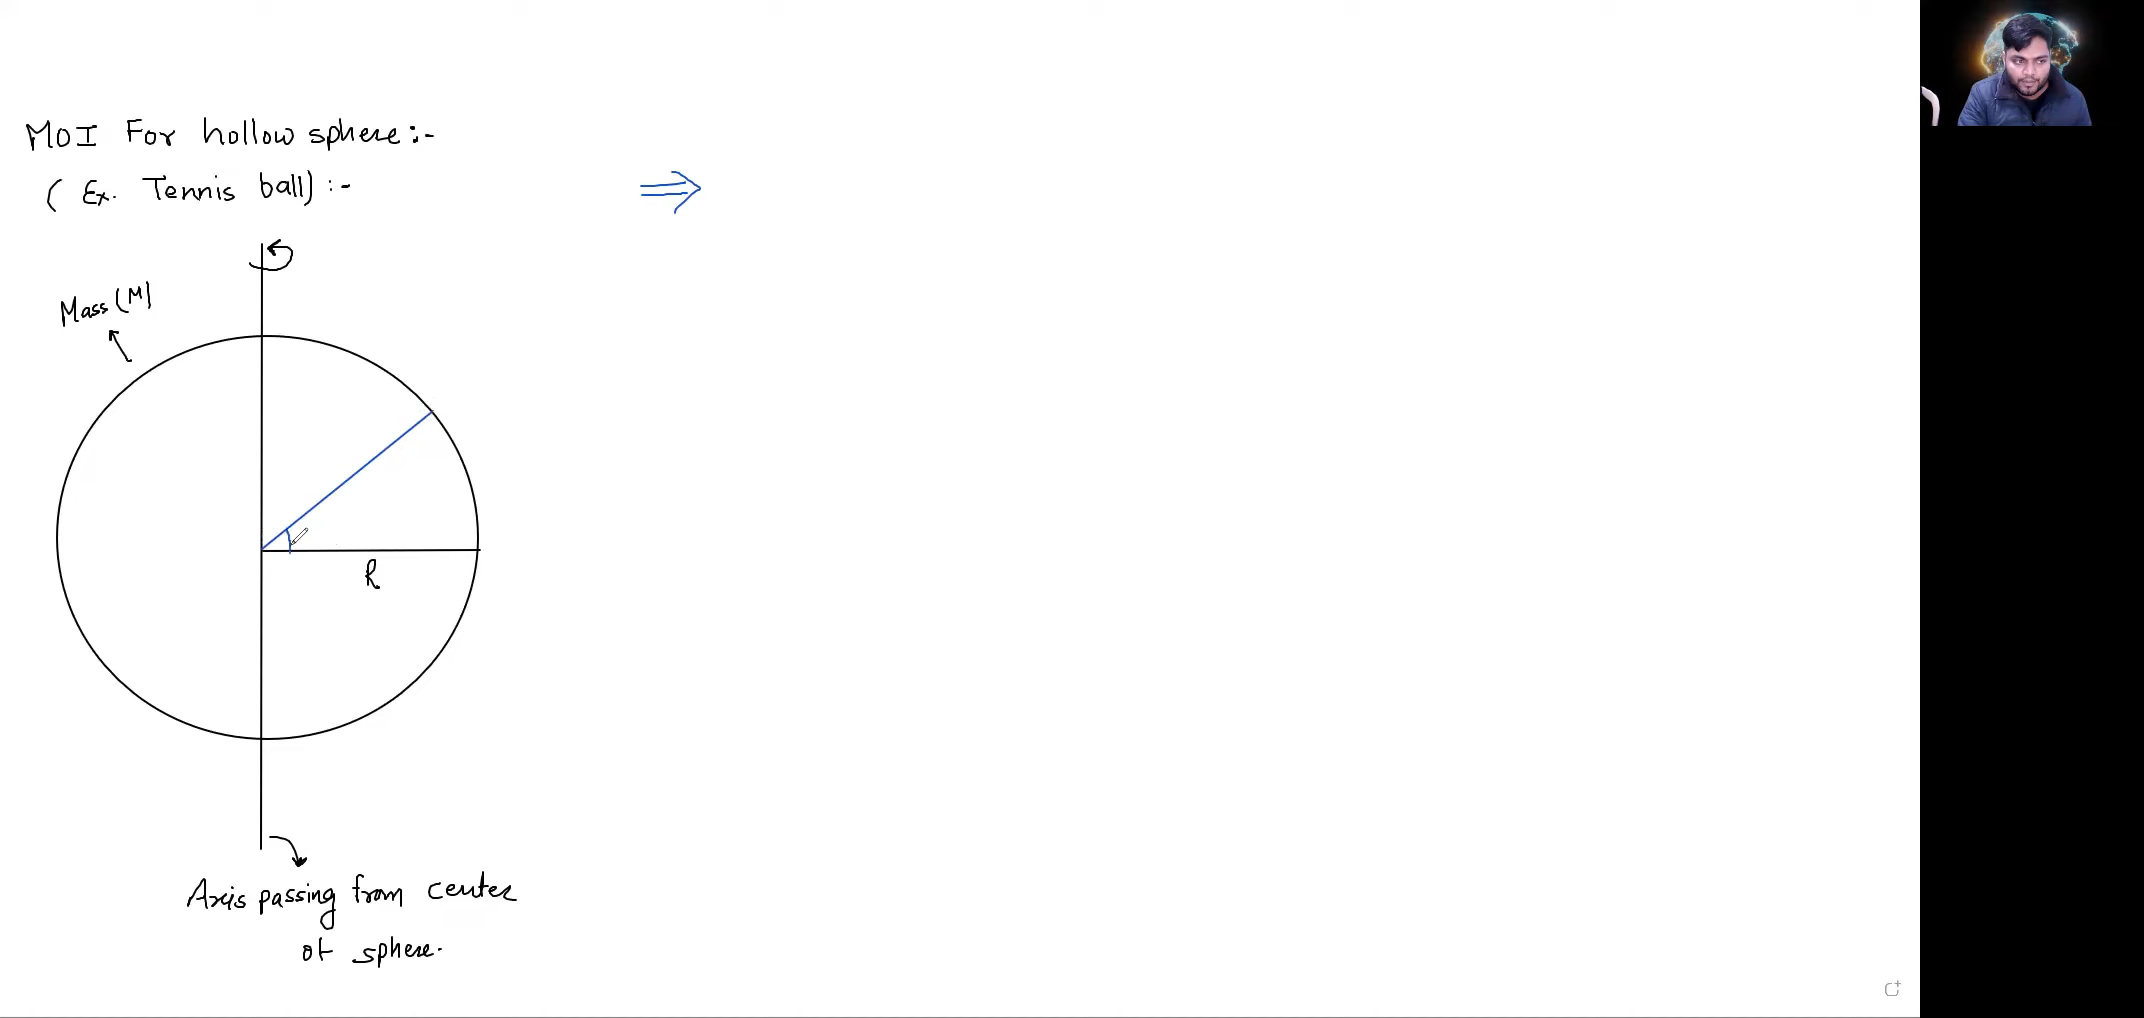 MOI For hollow sphere:-
( Ex. Tennis ball) :-
Mass (M)
R
Axis passing from center
of sphere.